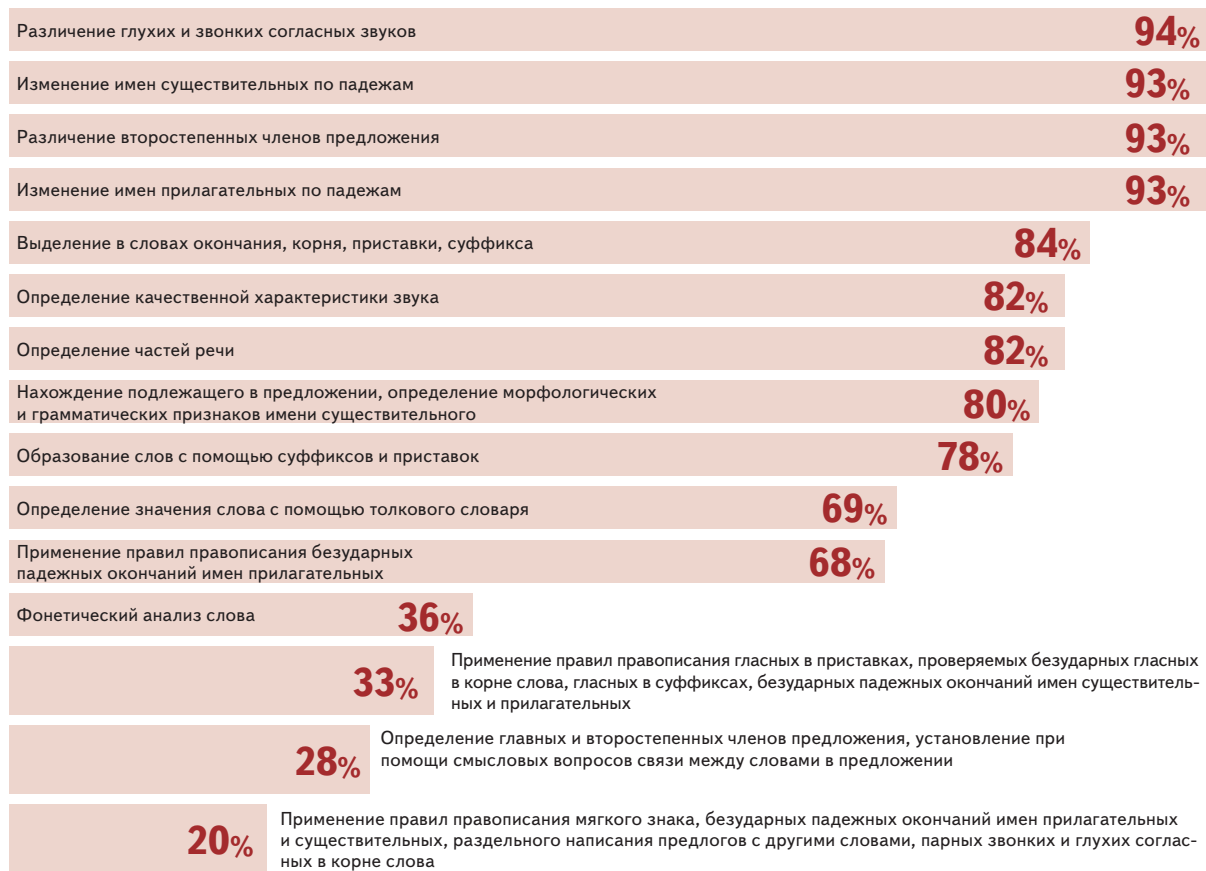 Различение глухих и звонких согласных звуков 94%
Изменение имен существительных по падежам 93%
Различение второстепенных членов предложения 93%
Изменение имен прилагательных по падежам 93%
Выделение в словах окончания, корня, приставки, суффикса 84%
Определение качественной характеристики звука 82%
Определение частей речи 82%
Нахождение подлежащего в предложении, определение морфологических
и грамматических признаков имени существительного 80%
Образование слов с помощью суффиксов и приставок 78%
Определение значения слова с помощью толкового словаря 69%
Применение правил правописания безударных
падежных окончаний имен прилагательных 68%
Фонетический анализ слова 36%
33% Применение правил правописания гласных в приставках, проверяемых безударных гласных
в корне слова, гласных в суффиксах, безударных падежных окончаний имен существитель-
ных и прилагательных
28% Определение главных и второстепенных членов предложения, установление при
помощи смысловых вопросов связи между словами в предложении
20% Применение правил правописания мягкого знака, безударных падежных окончаний имен прилагательных
и существительных, раздельного написания предлогов с другими словами, парных звонких и глухих соглас-
ных в корне слова